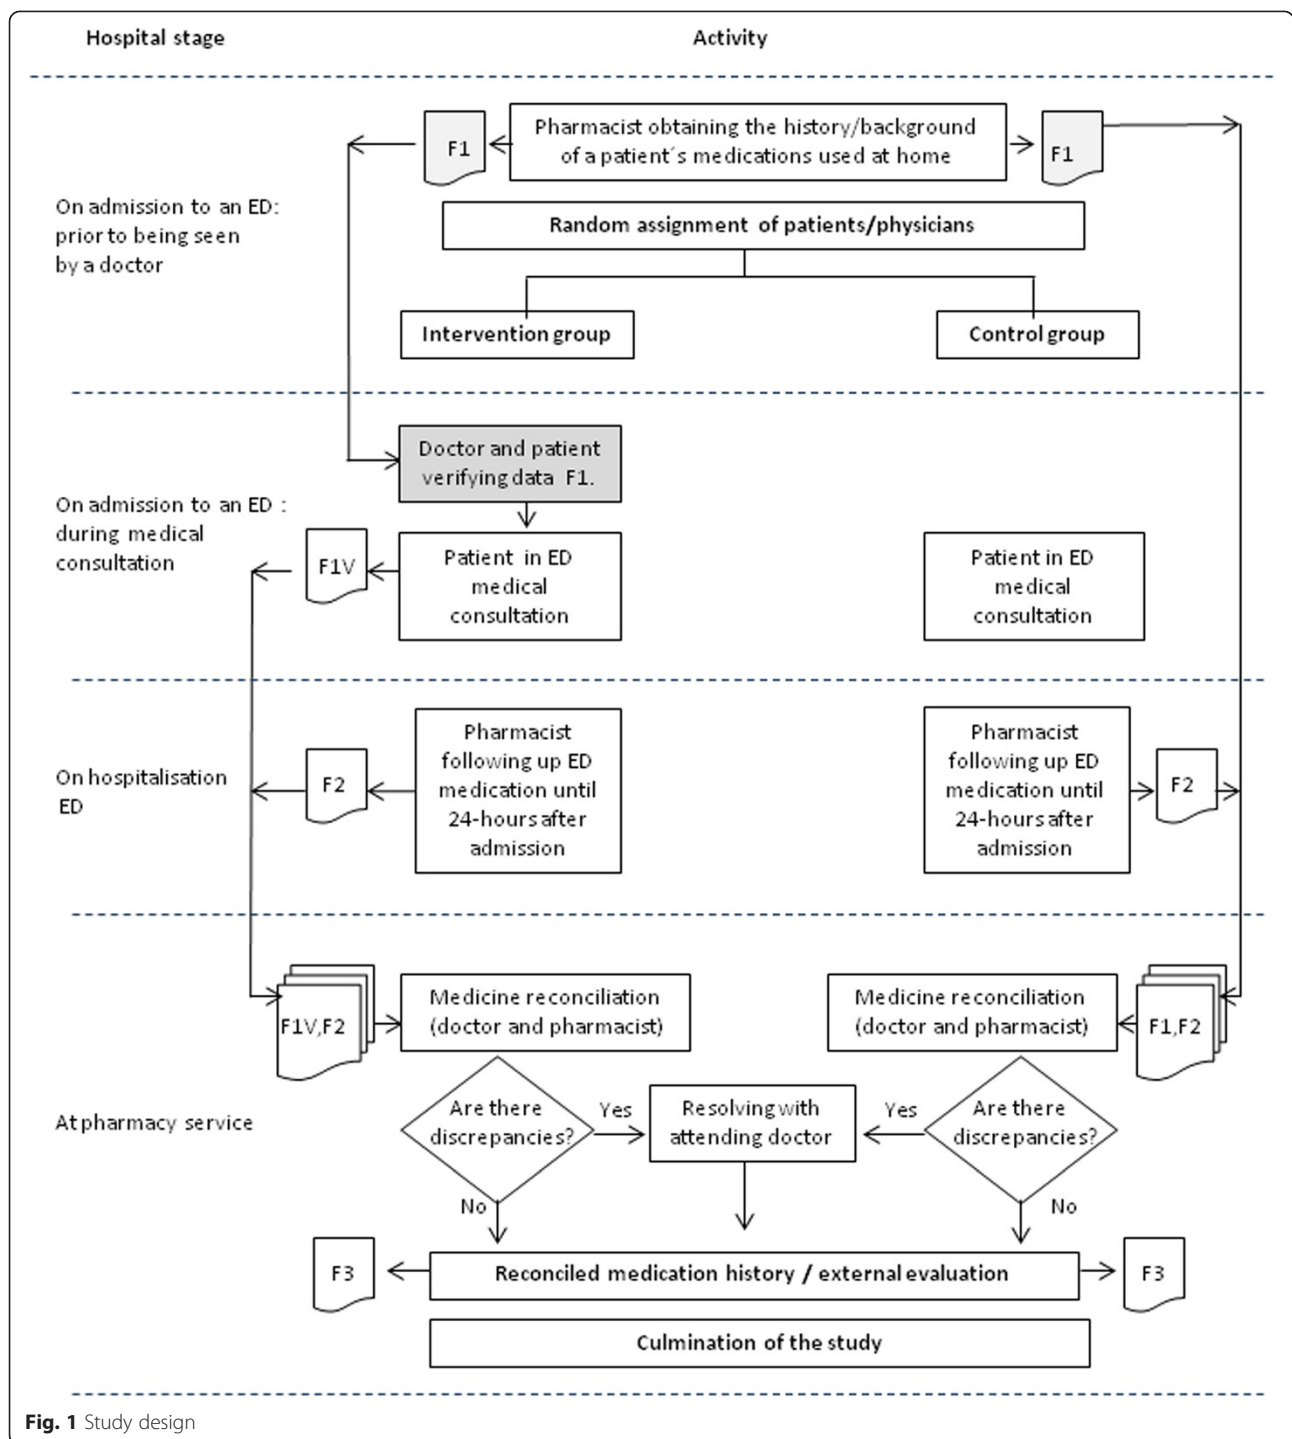 Hospital stage
Activity
F1
Pharmacist obtaining the history/background
of a patient´s medications used at home
F1
On admission to an ED:
prior to being seen
by a doctor
Random assignment of patients/physicians
Intervention group
Control group
Doctor and patient
verifying data F1.
On admission to an ED :
during medical
consultation
F1V
Patient in ED
medical
consultation
Patient in ED
medical
consultation
On hospitalisation
ED
F2
Pharmacist
following up ED
medication until
24-hours after
admission
Pharmacist
following up ED
medication until
24-hours after
admission
F2
F1V,F2
Medicine reconciliation
(doctor and pharmacist)
Medicine reconciliation
(doctor and pharmacist)
F1,F2
At pharmacy service
Are there
discrepancies?
Yes
Resolving with
attending doctor
Yes
Are there
discrepancies?
No
No
F3
Reconciled medication history / external evaluation
F3
Culmination of the study
Fig. 1 Study design